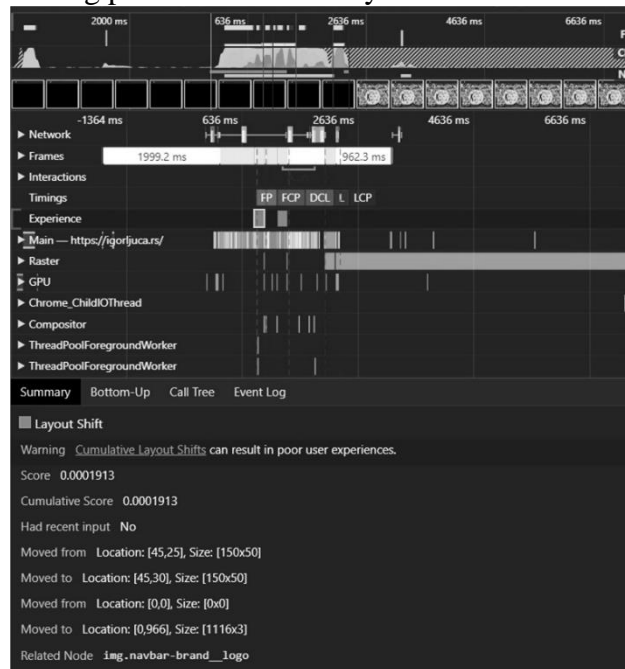 2000 ms 636 ms 2636 ms 4636 ms 6636 ms
-1364 ms 636 ms 2636 ms 4636 ms 6636 ms
▶ Network
▶ Frames 1999.2 ms 962.3 ms
▶ Interactions
Timings FP FCP DCL L LCP
Experience
▶ Main — https://igorljuca.rs/
▶ Raster
▶ GPU
▶ Chrome_ChildIOThread
▶ Compositor
▶ ThreadPoolForegroundWorker
▶ ThreadPoolForegroundWorker
Summary Bottom-Up Call Tree Event Log
Layout Shift
Warning Cumulative Layout Shifts can result in poor user experiences.
Score 0.0001913
Cumulative Score 0.0001913
Had recent input No
Moved from Location: [45,25], Size: [150x50]
Moved to Location: [45,30], Size: [150x50]
Moved from Location: [0,0], Size: [0x0]
Moved to Location: [0,966], Size: [1116x3]
Related Node img.navbar-brand__logo